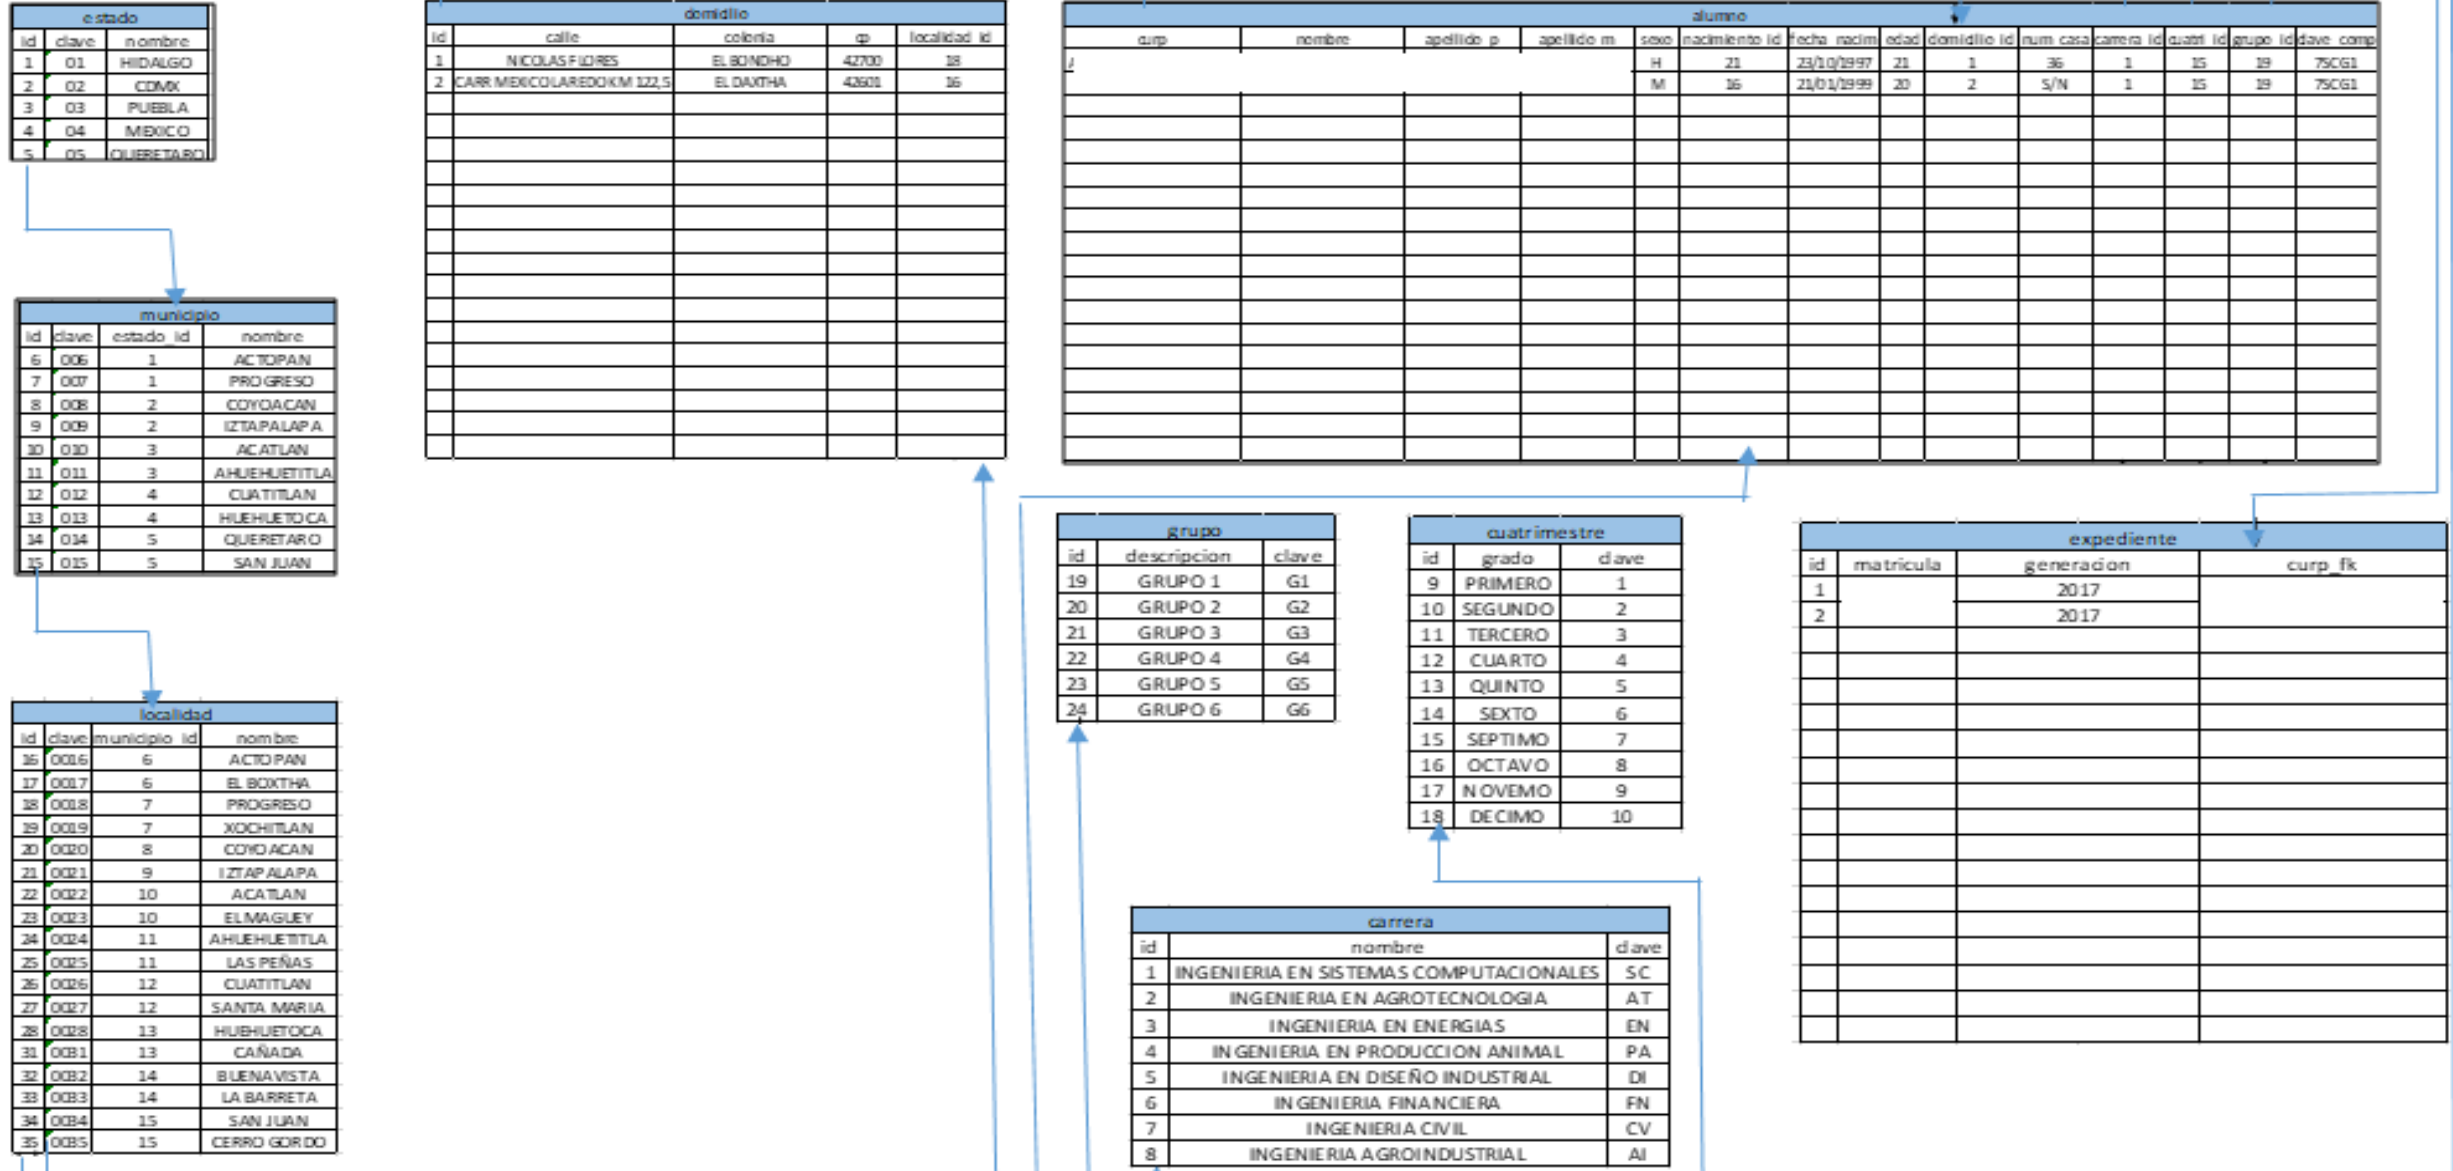 estado
id clave nombre
1 01 HIDALGO
2 02 CDMX
3 03 PUEBLA
4 04 MEXICO
5 05 QUERETARO
municipio
id clave estado_id nombre
6 006 1 ACTOPAN
7 007 1 PROGRESO
8 008 2 COYOACAN
9 009 2 IZTAPALAPA
10 010 3 ACATLAN
11 011 3 AHUEHUETITLA
12 012 4 CUATITLAN
13 013 4 HUEHUETOCA
14 014 5 QUERETARO
15 015 5 SAN JUAN
localidad
id clave municipio_id nombre
16 0016 6 ACTOPAN
17 0017 6 EL BOXTHA
18 0018 7 PROGRESO
19 0019 7 XOCHITLAN
20 0020 8 COYOACAN
21 0021 9 IZTAPALAPA
22 0022 10 ACATLAN
23 0023 10 EL MAGUEY
24 0024 11 AHUEHUETITLA
25 0025 11 LAS PEÑAS
26 0026 12 CUATITLAN
27 0027 12 SANTA MARIA
28 0028 13 HUEHUETOCA
31 0031 13 CAÑADA
32 0032 14 BUENAVISTA
33 0033 14 LA BARRETA
34 0034 15 SAN JUAN
35 0035 15 CERRO GORDO
domicilio
id calle colonia cp localidad_id
1 NICOLAS FLORES EL BONDHO 42700 18
2 CARR MEXICO LAREDO KM 122,5 EL DAXTHA 42601 16
alumno
curp nombre apellido_p apellido_m sexo nacimiento_id fecha_nacim edad domicilio_id num_casa carrera_id cuatri_id grupo_id clave_comp
H 21 23/10/1997 21 1 36 1 15 19 7SCG1
M 16 21/01/1999 20 2 S/N 1 15 19 7SCG1
grupo
id descripcion clave
19 GRUPO 1 G1
20 GRUPO 2 G2
21 GRUPO 3 G3
22 GRUPO 4 G4
23 GRUPO 5 G5
24 GRUPO 6 G6
cuatrimestre
id grado clave
9 PRIMERO 1
10 SEGUNDO 2
11 TERCERO 3
12 CUARTO 4
13 QUINTO 5
14 SEXTO 6
15 SEPTIMO 7
16 OCTAVO 8
17 NOVEMO 9
18 DECIMO 10
carrera
id nombre clave
1 INGENIERIA EN SISTEMAS COMPUTACIONALES SC
2 INGENIERIA EN AGROTECNOLOGIA AT
3 INGENIERIA EN ENERGIAS EN
4 INGENIERIA EN PRODUCCION ANIMAL PA
5 INGENIERIA EN DISEÑO INDUSTRIAL DI
6 INGENIERIA FINANCIERA FN
7 INGENIERIA CIVIL CV
8 INGENIERIA AGROINDUSTRIAL AI
expediente
id matricula generacion curp_fk
1 2017
2 2017